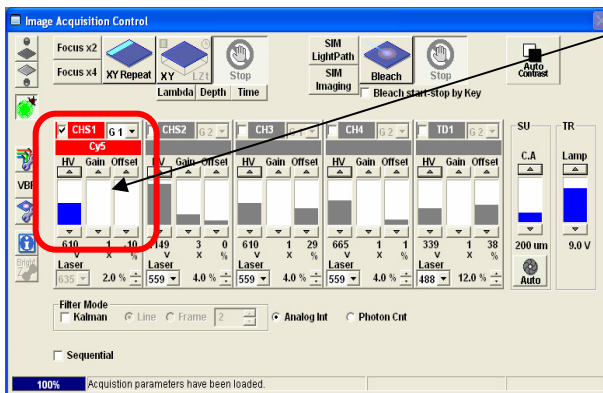 Image Acquisition Control
Focus x2
Focus x4
XY Repeat
XY
LZt
Stop
Lambda Depth Time
SIM LightPath
SIM Imaging
Bleach
Stop
Bleach start-stop by Key
Auto Contrast
CHS1 G 1
CHS2 G 2
CH3
CH4 G 2
TD1 G 2
SU
TR
Cy5
HV Gain Offset
HV Gain Offset
HV Gain Offset
HV Gain Offset
HV Gain Offset
C.A
Lamp
VBF
610 1 -10
149 3 0
610 1 29
665 1 1
339 1 38
200 um
9.0 V
V X %
V X %
V X %
V X %
V X %
Laser
Laser
Laser
Laser
Laser
635 2.0 %
559 4.0 %
559 4.0 %
559 4.0 %
488 12.0 %
Auto
Bright
Z
Filter Mode
Kalman Line Frame 2 Analog Int Photon Cnt
Sequential
100% Acquistion parameters have been loaded.